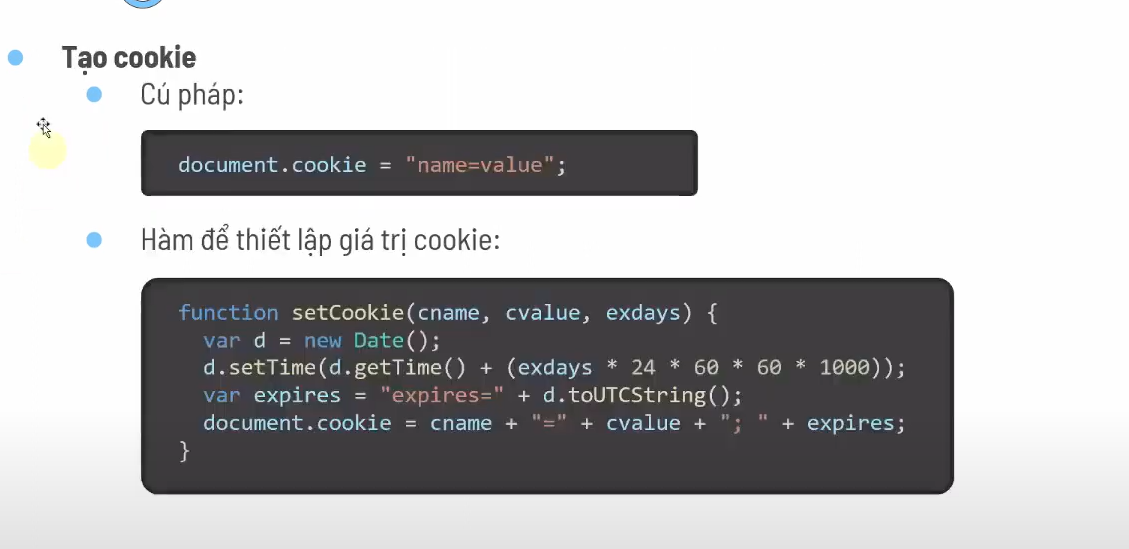 Tạo cookie
Cú pháp:
document.cookie = "name=value";
Hàm để thiết lập giá trị cookie:
function setCookie(cname, cvalue, exdays) {
  var d = new Date();
  d.setTime(d.getTime() + (exdays * 24 * 60 * 60 * 1000));
  var expires = "expires=" + d.toUTCString();
  document.cookie = cname + "=" + cvalue + "; " + expires;
}